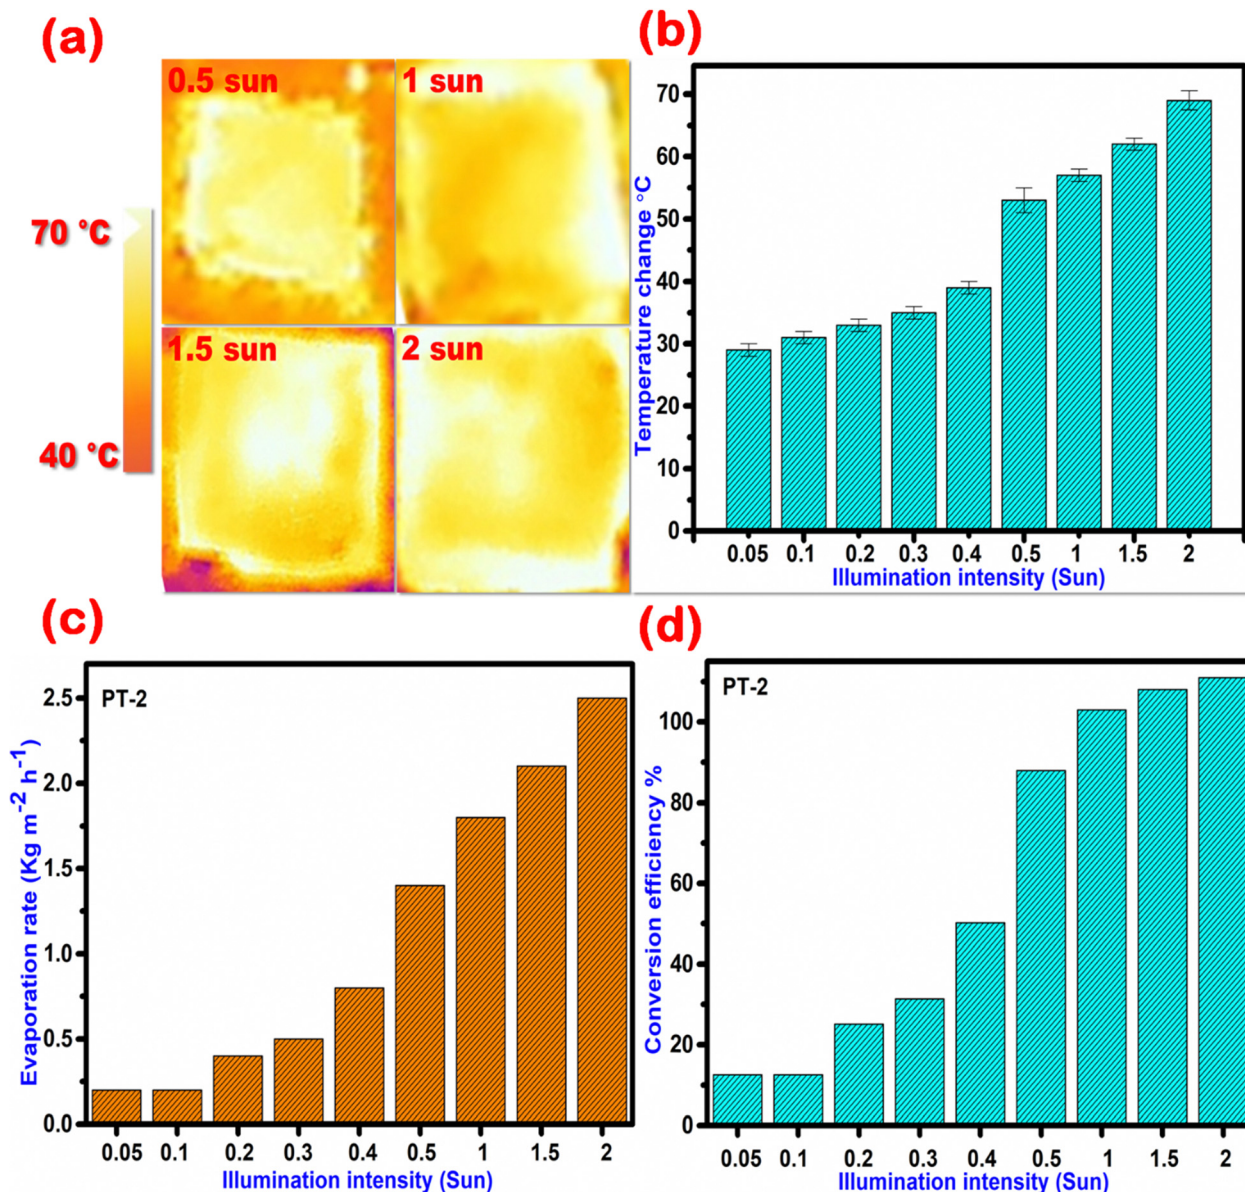 (a)
0.5 sun
1 sun
1.5 sun
2 sun
70 °C
40 °C
(b)
Temperature change °C
70
60
50
40
30
20
10
0
0.05 0.1 0.2 0.3 0.4 0.5 1 1.5 2
Illumination intensity (Sun)
(c)
PT-2
Evaporation rate (Kg m⁻² h⁻¹)
2.5
2.0
1.5
1.0
0.5
0.0
0.05 0.1 0.2 0.3 0.4 0.5 1 1.5 2
Illumination intensity (Sun)
(d)
PT-2
Conversion efficiency %
100
80
60
40
20
0
0.05 0.1 0.2 0.3 0.4 0.5 1 1.5 2
Illumination intensity (Sun)